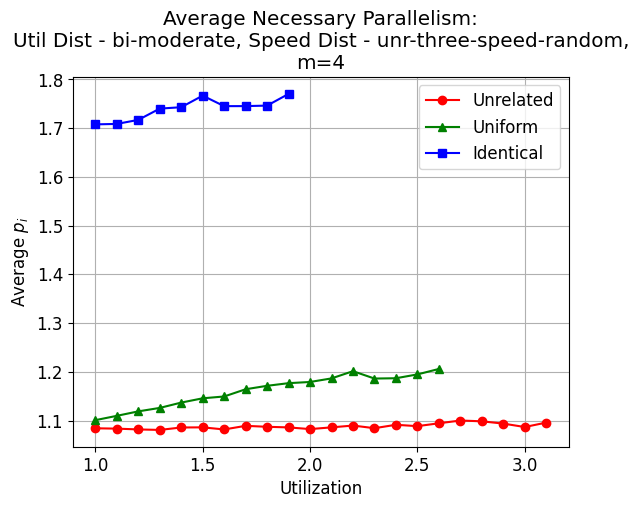 Average Necessary Parallelism:
Util Dist - bi-moderate, Speed Dist - unr-three-speed-random,
m=4
1.8
1.7
1.6
1.5
1.4
1.3
1.2
1.1
Average p_i
Unrelated
Uniform
Identical
1.0 1.5 2.0 2.5 3.0
Utilization